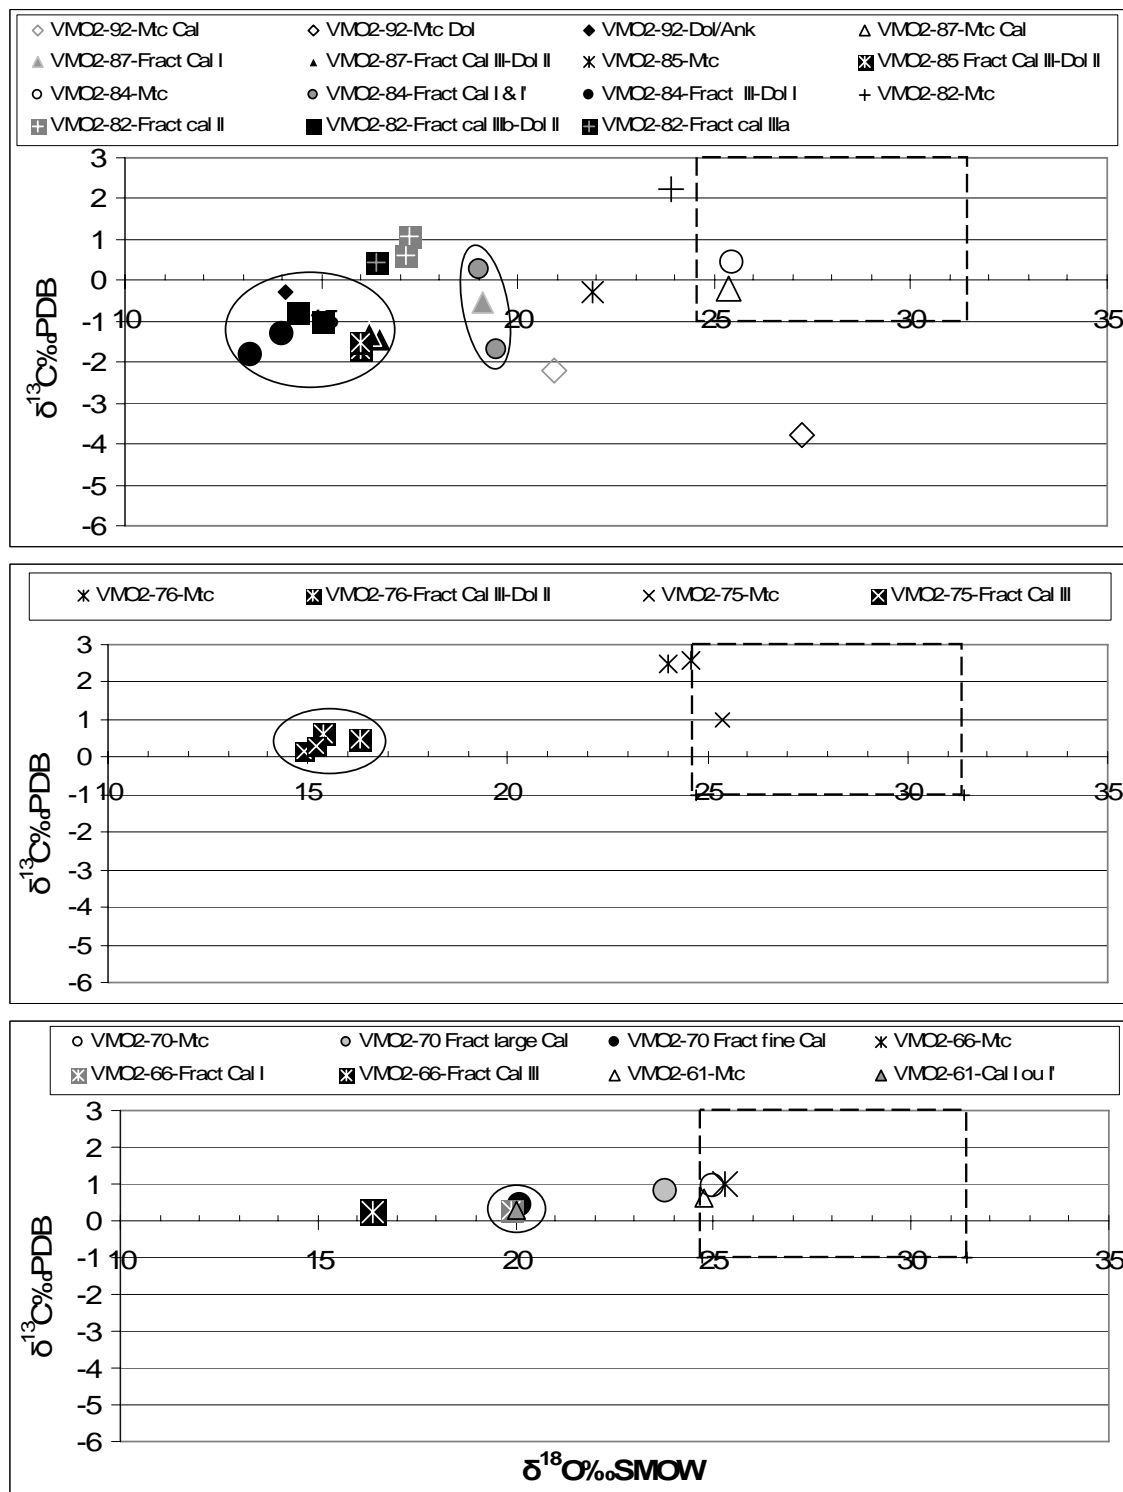 VMO2-92-Mtc Cal VMO2-92-Mtc Dol VMO2-92-Dol/Ank VMO2-87-Mtc Cal
VMO2-87-Fract Cal I VMO2-87-Fract Cal III-Dol II VMO2-85-Mtc VMO2-85 Fract Cal III-Dol II
VMO2-84-Mtc VMO2-84-Fract Cal I & I' VMO2-84-Fract III-Dol I VMO2-82-Mtc
VMO2-82-Fract cal II VMO2-82-Fract cal IIIb-Dol II VMO2-82-Fract cal IIIa
3
2
1
0
-1
-2
-3
-4
-5
-6
10 15 20 25 30 35
δ¹³C‰PDB
VMO2-76-Mtc VMO2-76-Fract Cal III-Dol II VMO2-75-Mtc VMO2-75-Fract Cal III
3
2
1
0
-1
-2
-3
-4
-5
-6
10 15 20 25 30 35
δ¹³C‰PDB
VMO2-70-Mtc VMO2-70 Fract large Cal VMO2-70 Fract fine Cal VMO2-66-Mtc
VMO2-66-Fract Cal I VMO2-66-Fract Cal III VMO2-61-Mtc VMO2-61-Cal I ou I'
3
2
1
0
-1
-2
-3
-4
-5
-6
10 15 20 25 30 35
δ¹³C‰PDB
δ¹⁸O‰SMOW